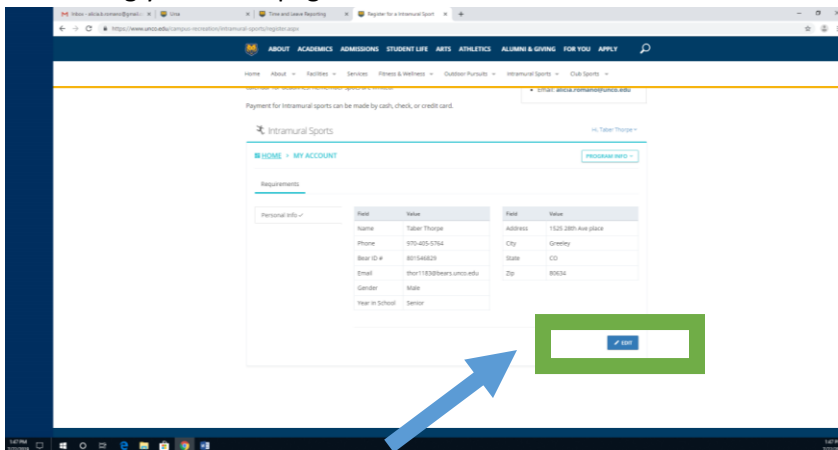 Inbox - alicia.k.romano@gmail.c
Ursa
Time and Leave Reporting
Register for a Intramural Sport
https://www.unco.edu/campus-recreation/intramural-sports/register.aspx
ABOUT ACADEMICS ADMISSIONS STUDENT LIFE ARTS ATHLETICS ALUMNI & GIVING FOR YOU APPLY
Home About Facilities Services Fitness & Wellness Outdoor Pursuits Intramural Sports Club Sports
Email: alicia.romano@unco.edu
Payment for Intramural sports can be made by cash, check, or credit card.
Intramural Sports
Hi, Taber Thorpe
HOME > MY ACCOUNT
PROGRAM INFO
Requirements
Personal Info ✓
Field Value
Name Taber Thorpe
Phone 970-405-5764
Bear ID # 801546829
Email thor1183@bears.unco.edu
Gender Male
Year in School Senior
Field Value
Address 1525 28th Ave place
City Greeley
State CO
Zip 80634
EDIT
1:47 PM
1:47 P